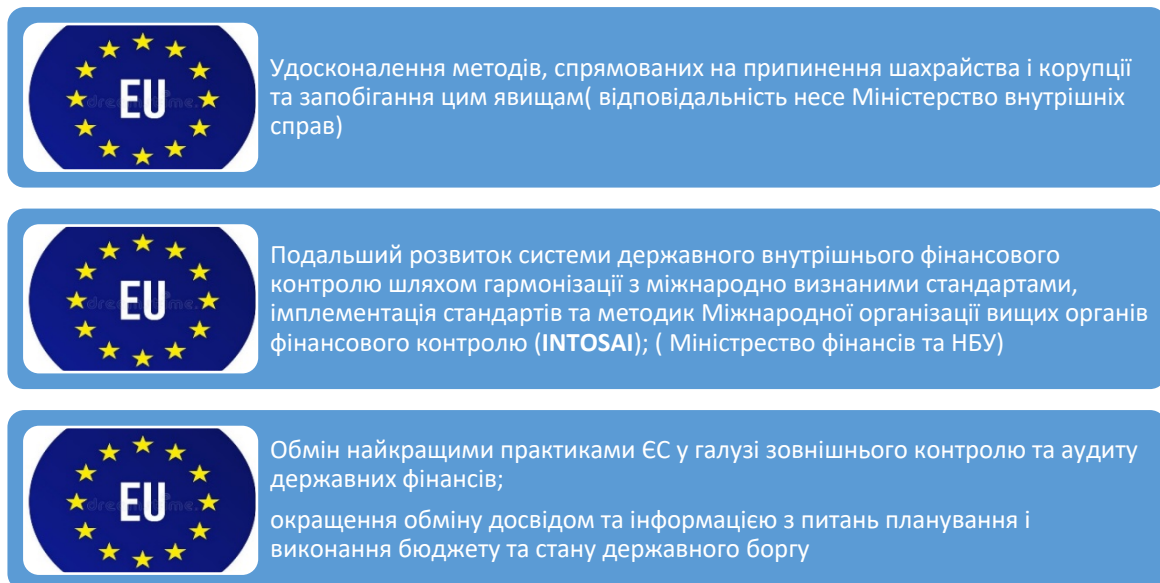 EU
Удосконалення методів, спрямованих на припинення шахрайства і корупції
та запобігання цим явищам( відповідальність несе Міністерство внутрішніх
справ)
EU
Подальший розвиток системи державного внутрішнього фінансового
контролю шляхом гармонізації з міжнародно визнаними стандартами,
імплементація стандартів та методик Міжнародної організації вищих органів
фінансового контролю (INTOSAI); ( Міністрество фінансів та НБУ)
EU
Обмін найкращими практиками ЄС у галузі зовнішнього контролю та аудиту
державних фінансів;
окращення обміну досвідом та інформацією з питань планування і
виконання бюджету та стану державного боргу